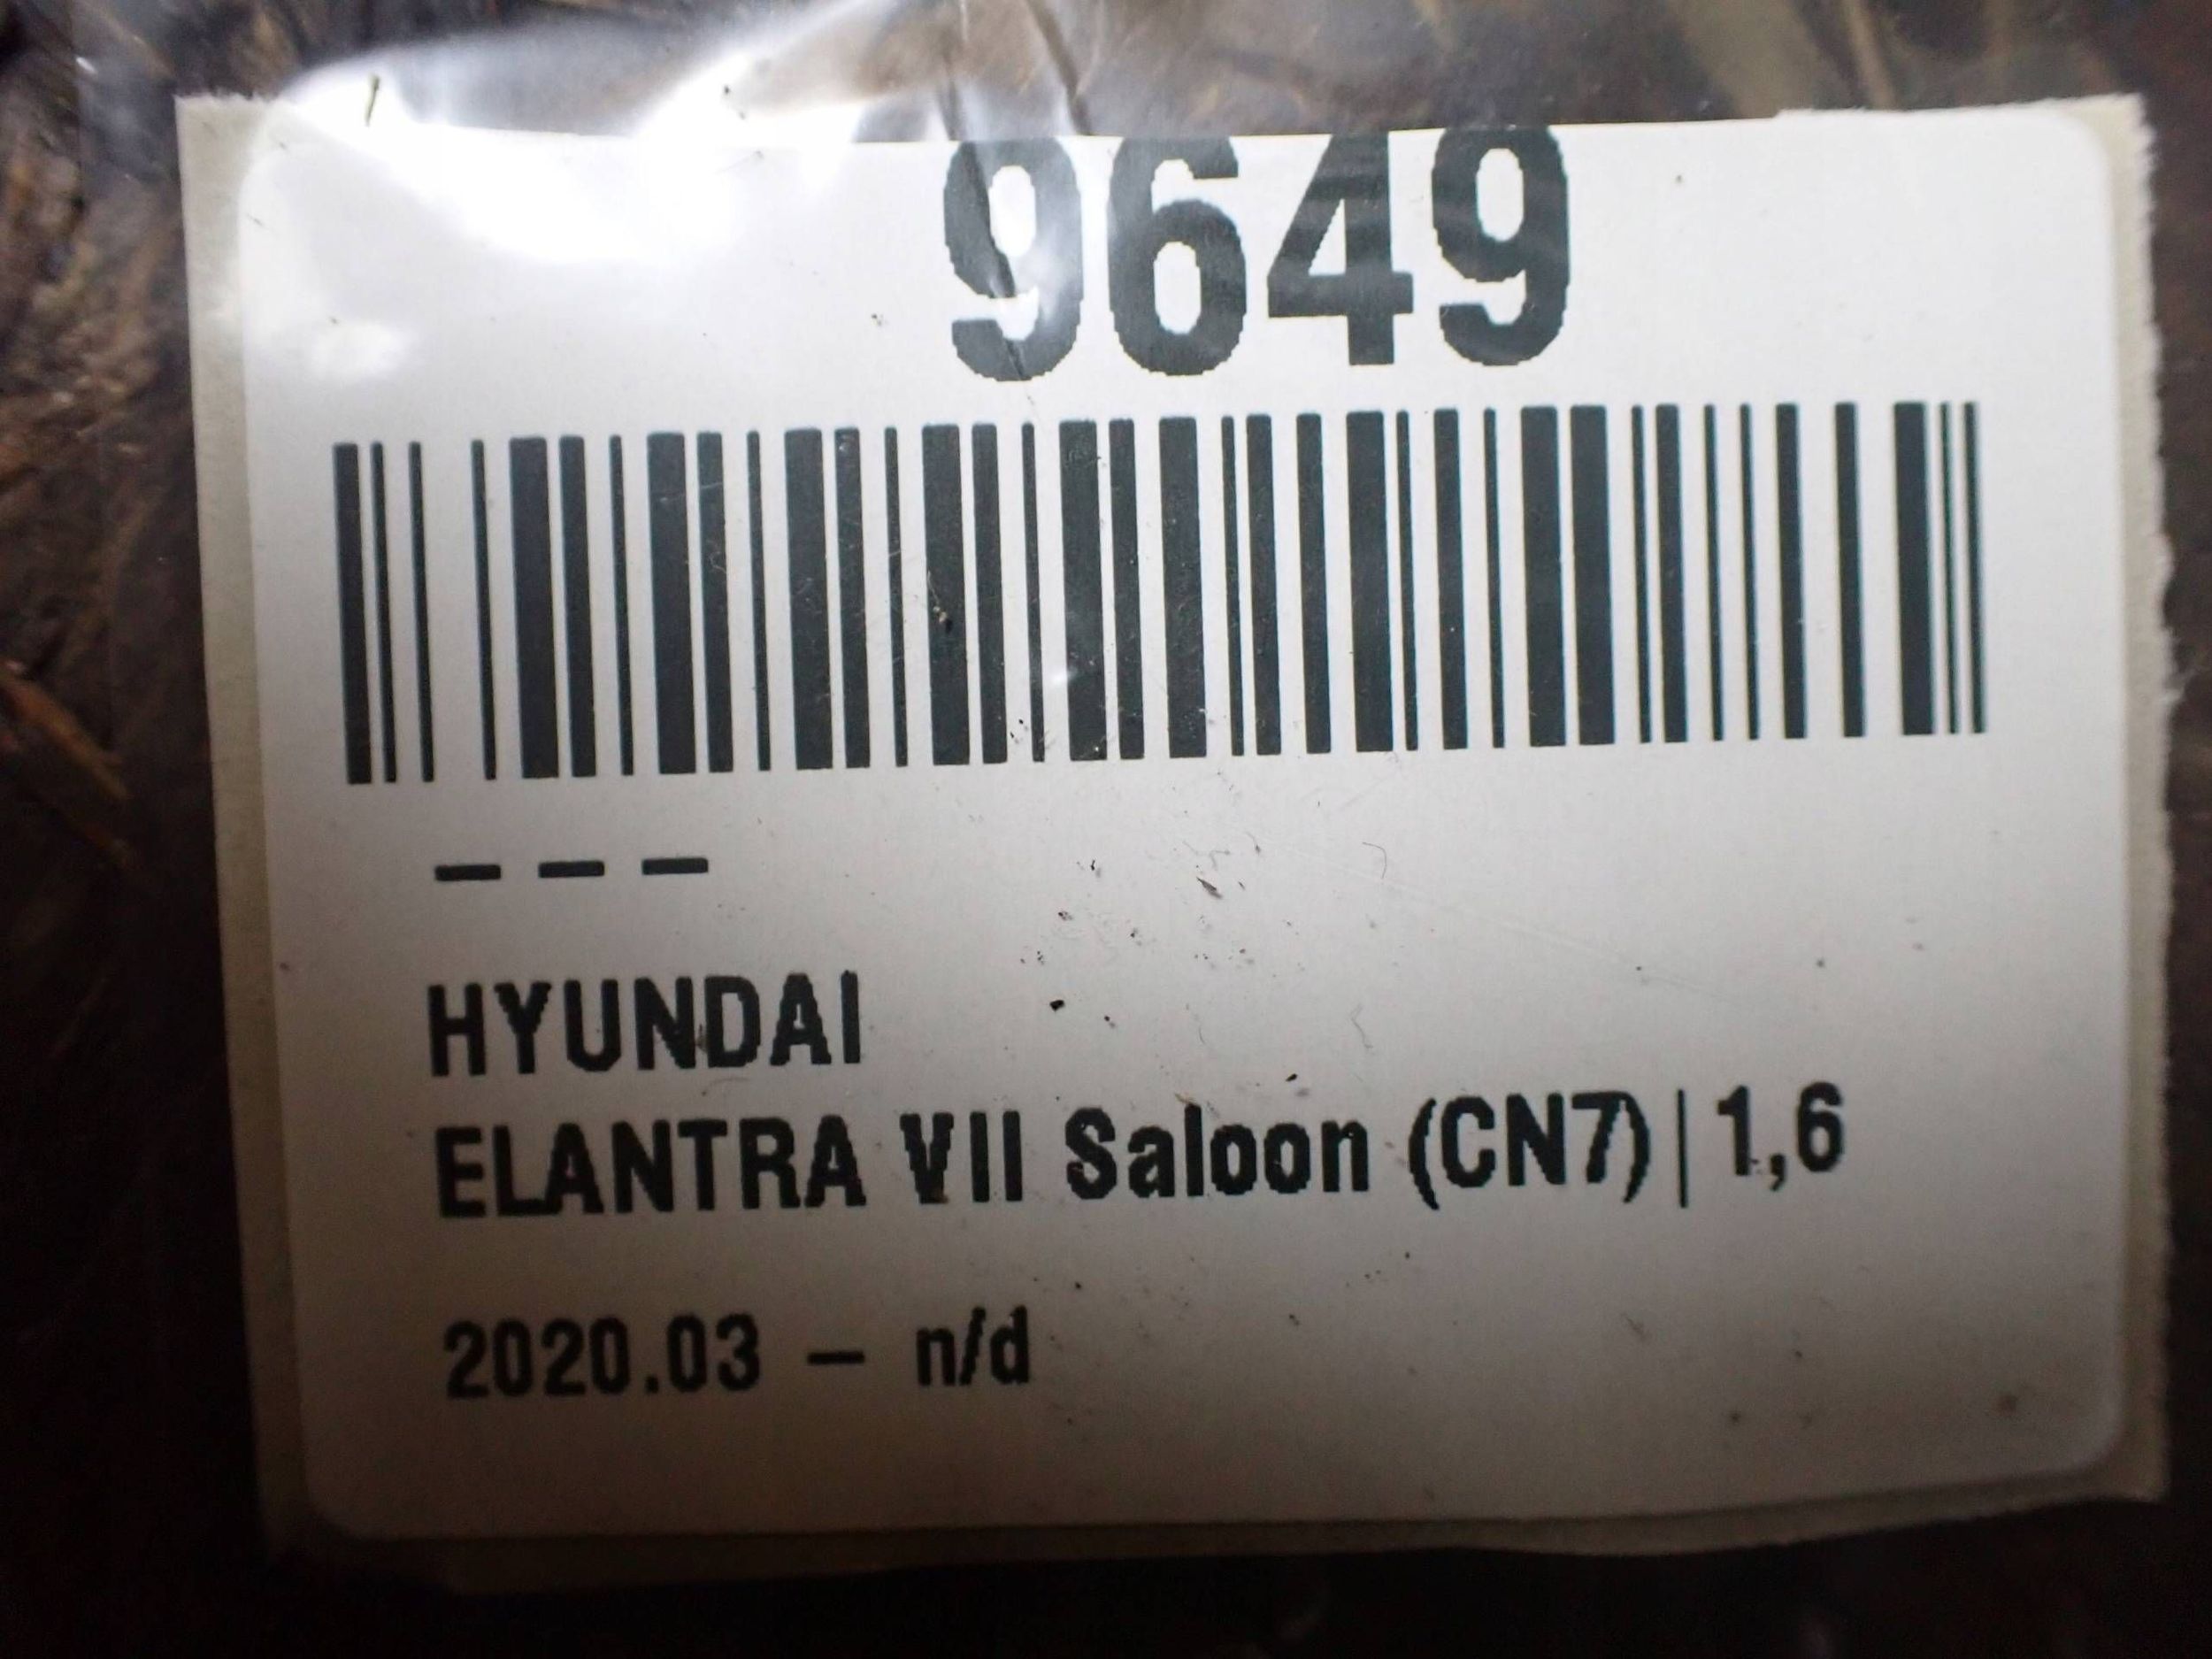 9649
---
HYUNDAI
ELANTRA VII Saloon (CN7)|1,6
2020.03 - n/d